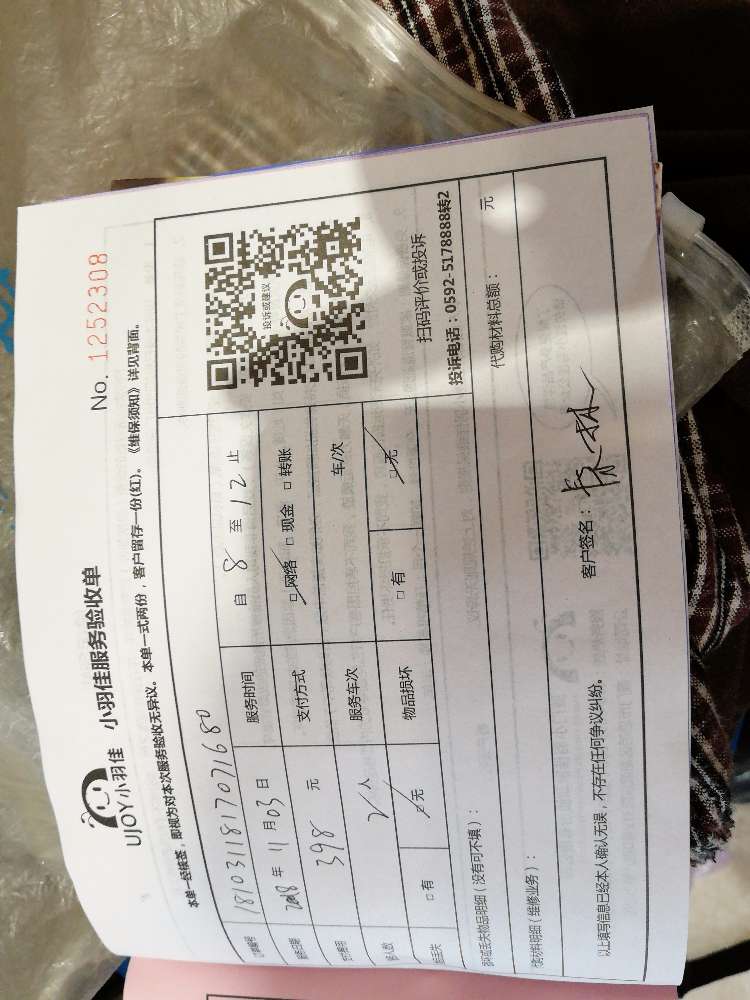 UJOY小羽佳 小羽佳服务验收单
No. 1252308
本单一经核签，即视为对本次服务验收无异议。本单一式两份，客户留存一份(红)。《维保须知》详见背面。
1810311817071680 服务时间 自 8 至 12 止
2018 年 11 月 03 日 支付方式 □网络 □现金 □转账
398 元 服务车次 车/次
2 人 物品损坏 □有 □无
□有 □无
投诉或建议
扫码评价或投诉
投诉电话：0592-5178888转2
丢失物品明细（没有可不填）：
代购材料总额： 元
材料明细（维修业务）：
以上填写信息已经本人确认无误，不存在任何争议纠纷。
客户签名：